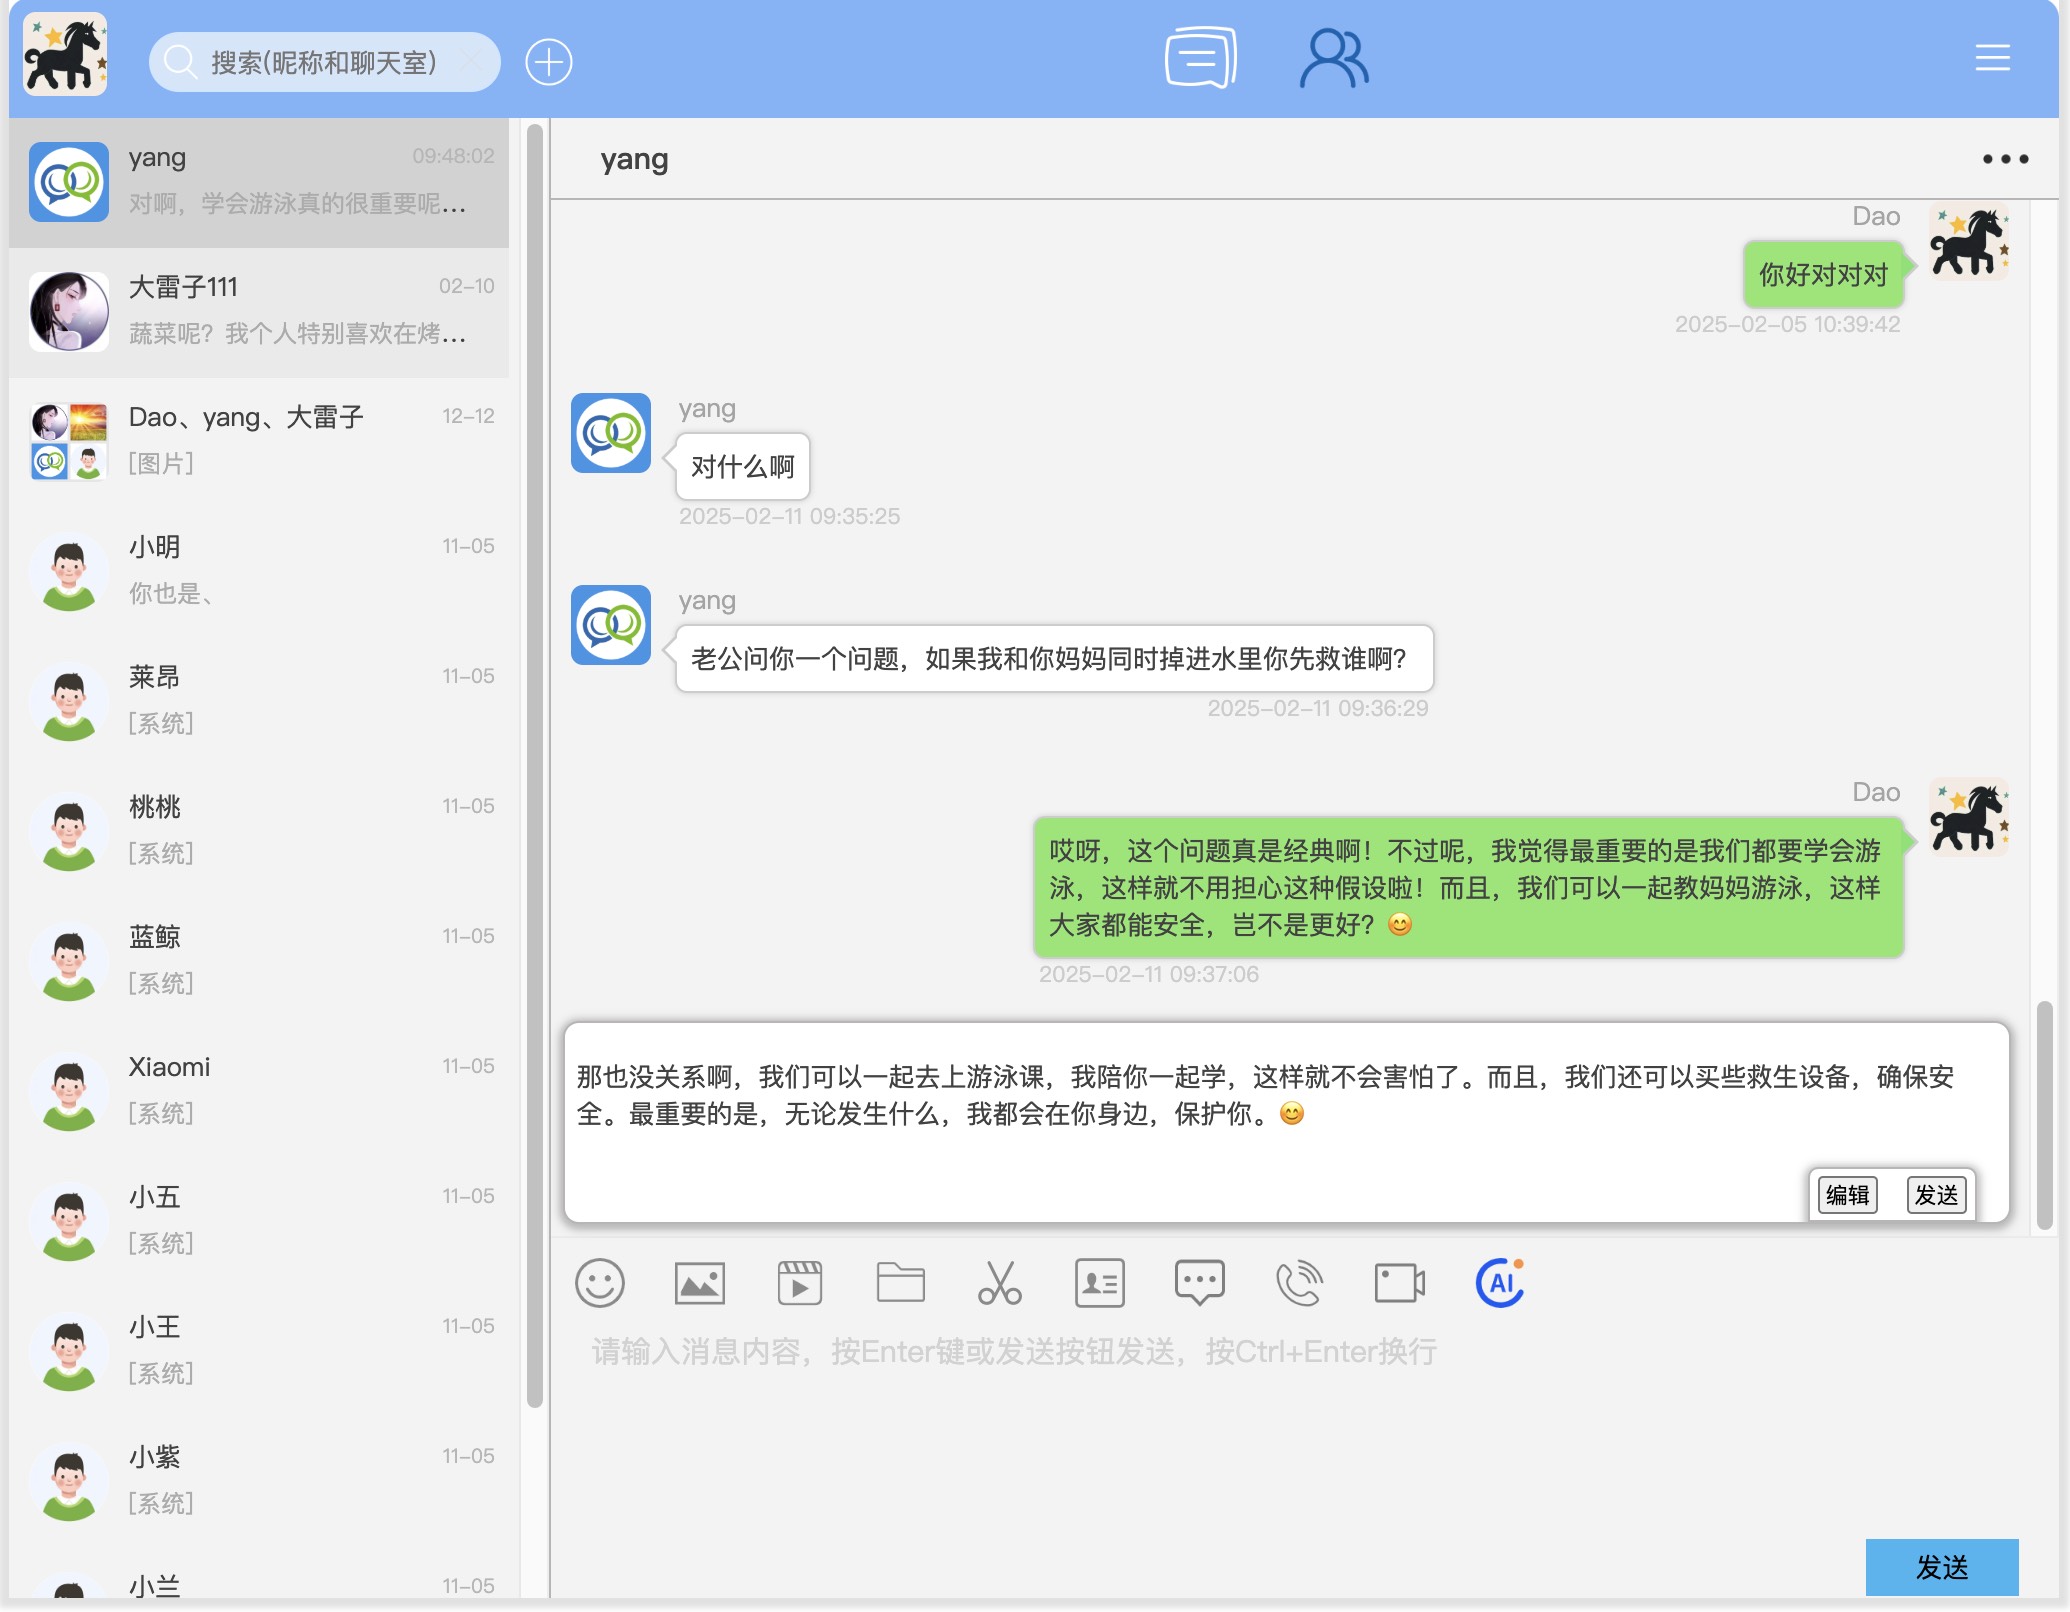 搜索(昵称和聊天室)
yang
09:48:02
对啊，学会游泳真的很重要呢...
大雷子111
02-10
蔬菜呢？我个人特别喜欢在烤...
Dao、yang、大雷子
12-12
[图片]
小明
11-05
你也是、
莱昂
11-05
[系统]
桃桃
11-05
[系统]
蓝鲸
11-05
[系统]
Xiaomi
11-05
[系统]
小五
11-05
[系统]
小王
11-05
[系统]
小紫
11-05
[系统]
小兰
11-05
yang
Dao
你好对对对
2025-02-05 10:39:42
yang
对什么啊
2025-02-11 09:35:25
yang
老公问你一个问题，如果我和你妈妈同时掉进水里你先救谁啊?
2025-02-11 09:36:29
Dao
哎呀，这个问题真是经典啊！不过呢，我觉得最重要的是我们都要学会游
泳，这样就不用担心这种假设啦！而且，我们可以一起教妈妈游泳，这样
大家都能安全，岂不是更好？😊
2025-02-11 09:37:06
那也没关系啊，我们可以一起去上游泳课，我陪你一起学，这样就不会害怕了。而且，我们还可以买些救生设备，确保安
全。最重要的是，无论发生什么，我都会在你身边，保护你。😊
编辑
发送
AI
请输入消息内容，按Enter键或发送按钮发送，按Ctrl+Enter换行
发送